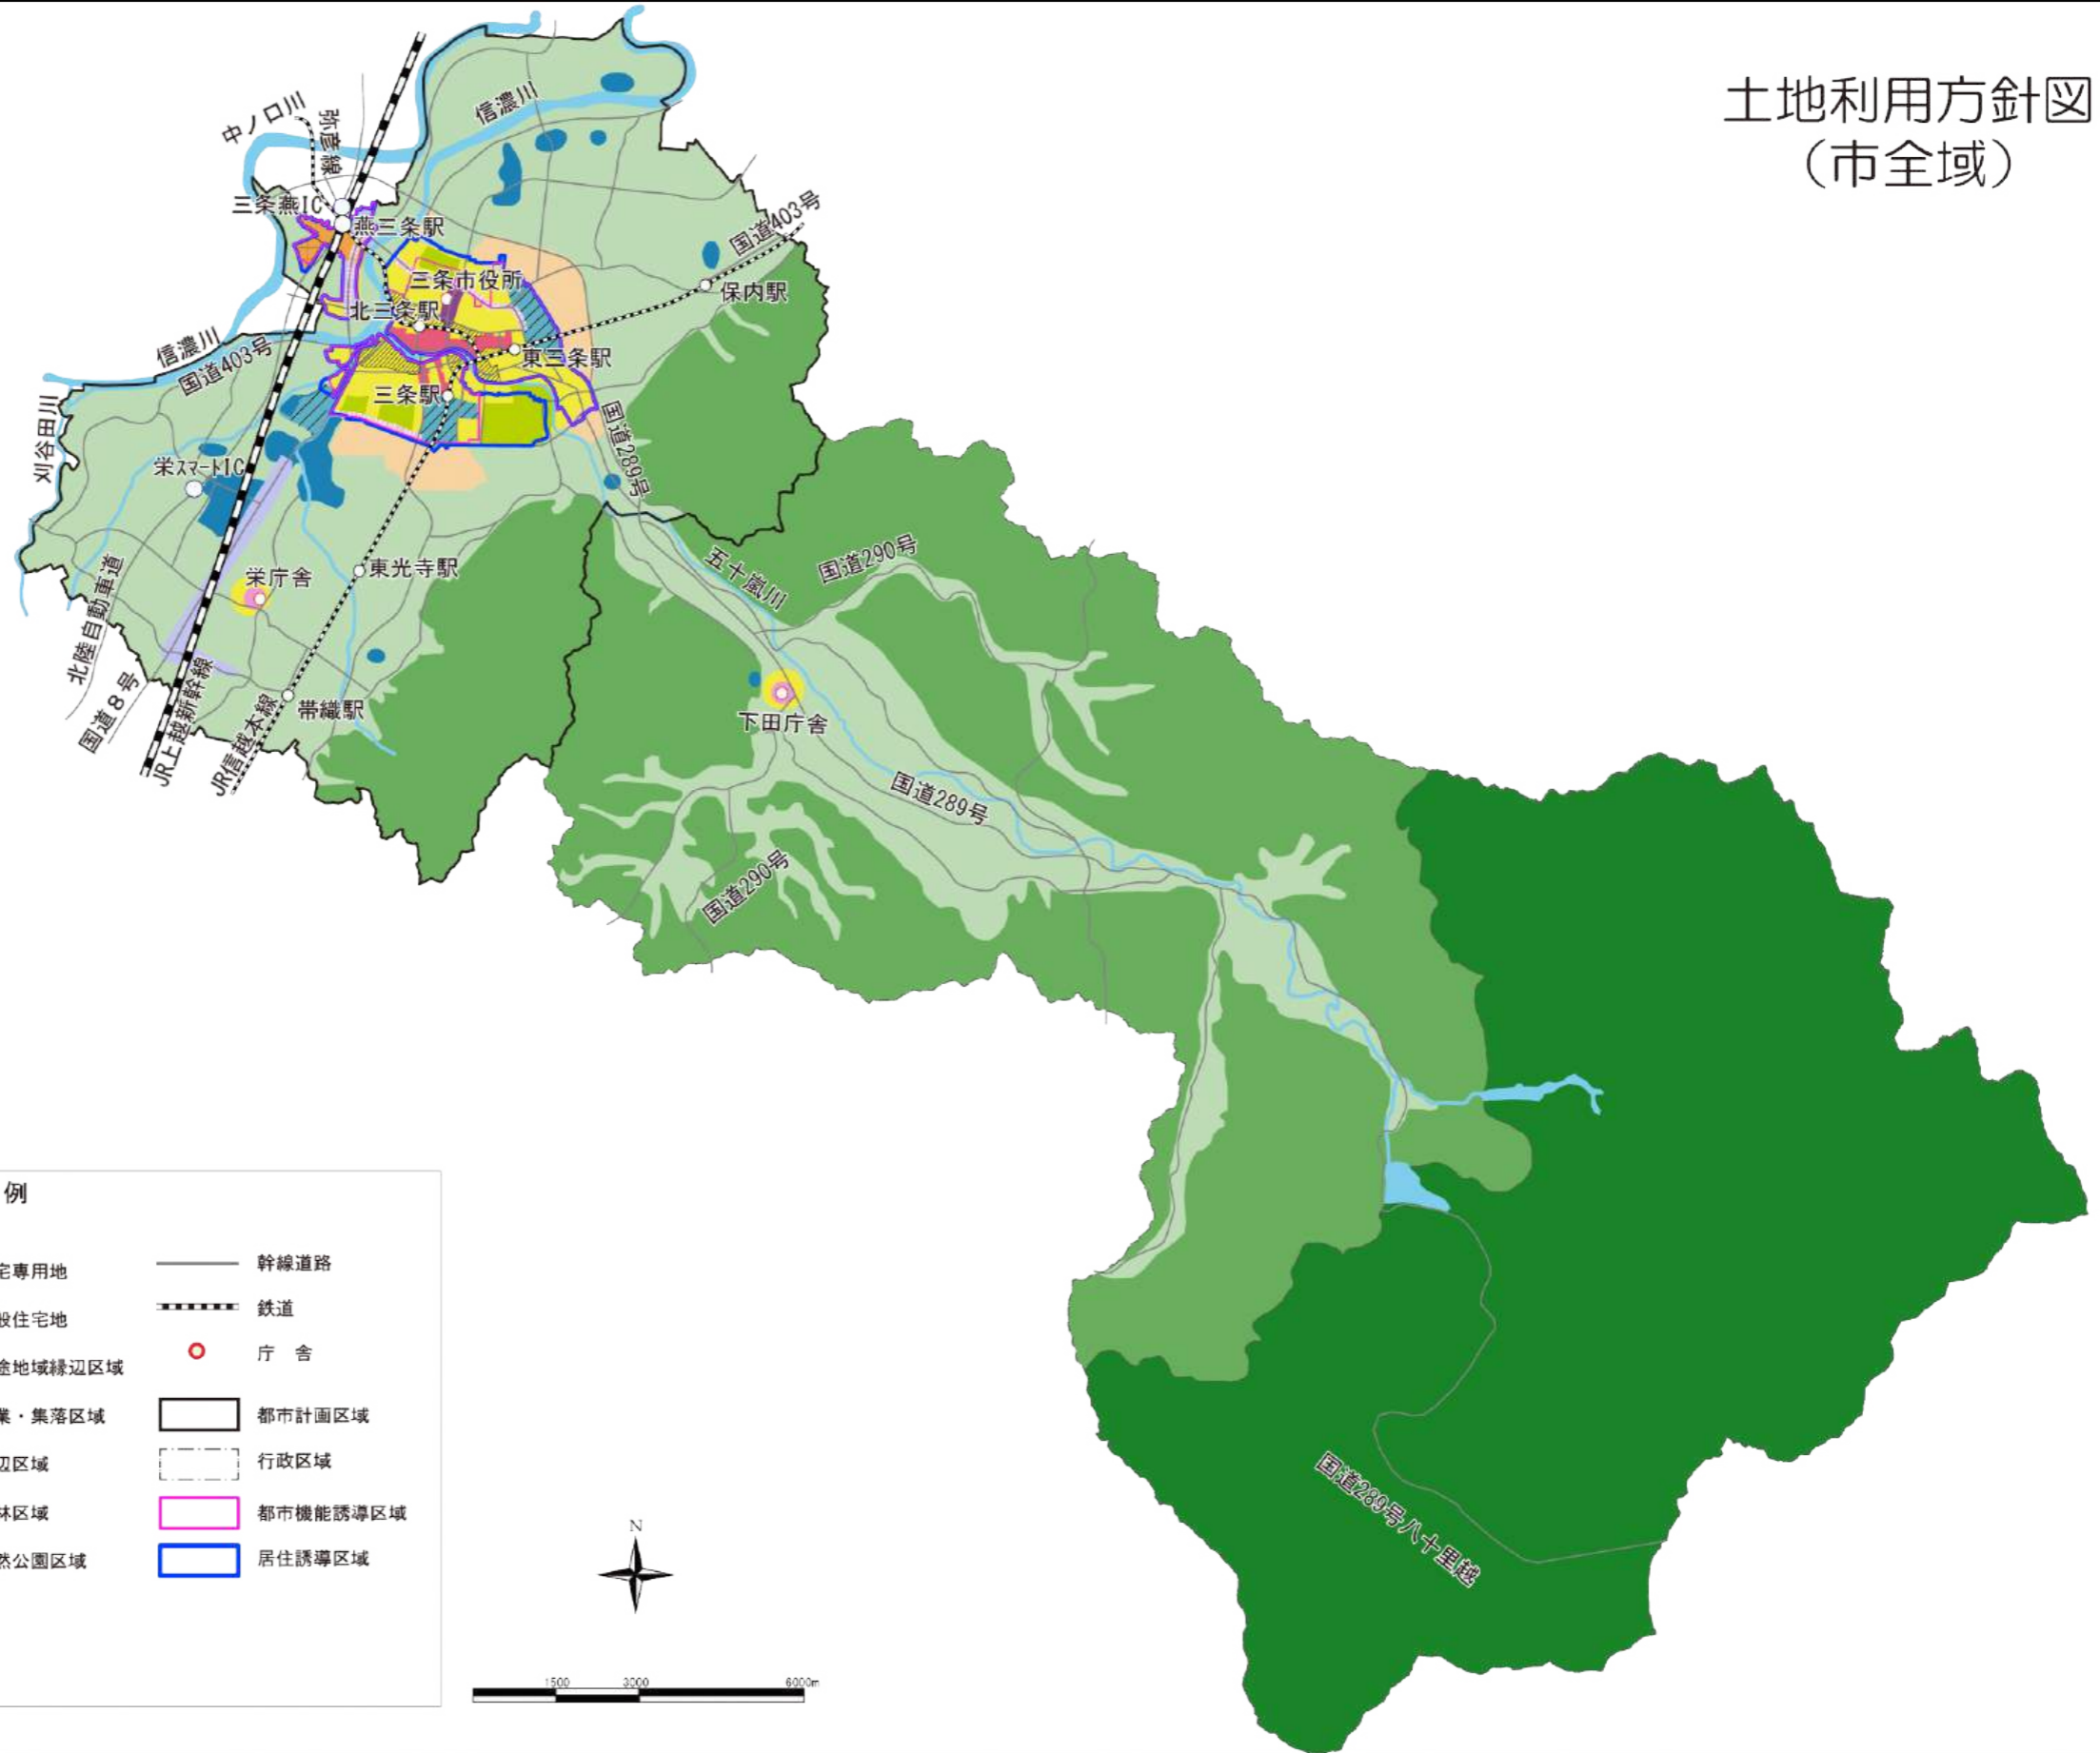 土地利用方針図
（市全域）
中ノ口川
弥彦線
信濃川
三条燕IC
燕三条駅
国道403号
三条市役所
保内駅
北三条駅
信濃川
国道403号
東三条駅
三条駅
刈谷田川
国道289号
栄スマートIC
五十嵐川
国道290号
東光寺駅
栄庁舎
北陸自動車道
国道8号
JR上越新幹線
JR信越本線
帯織駅
下田庁舎
国道289号
国道290号
国道289号八十里越
例
宅専用地
幹線道路
般住宅地
鉄道
途地域縁辺区域
庁 舎
業・集落区域
都市計画区域
辺区域
行政区域
林区域
都市機能誘導区域
然公園区域
居住誘導区域
N
1500 3000 6000m